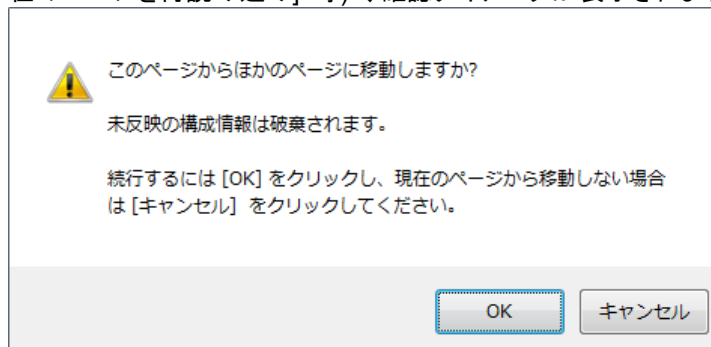 このページからほかのページに移動しますか?
未反映の構成情報は破棄されます。
続行するには [OK] をクリックし、現在のページから移動しない場合
は [キャンセル] をクリックしてください。
OK
キャンセル